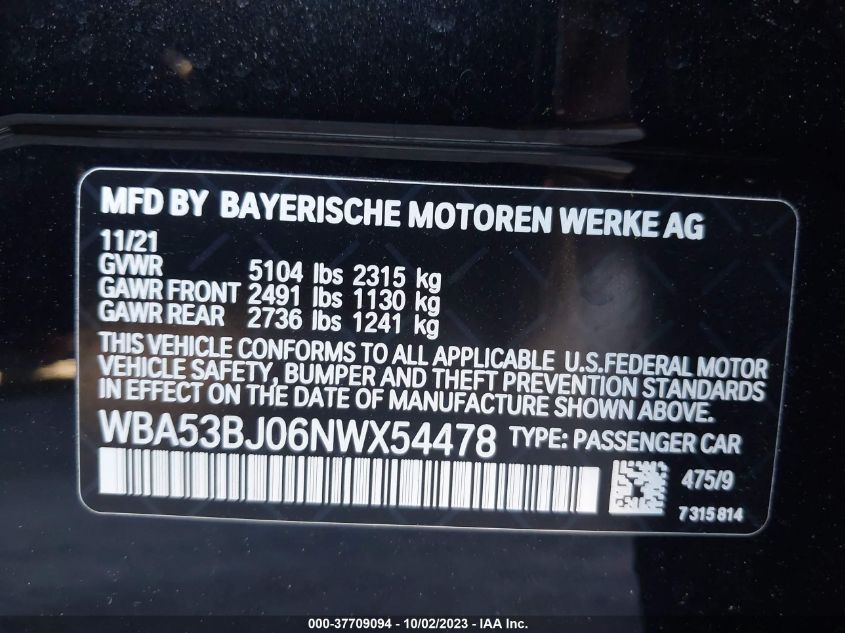 MFD BY BAYERISCHE MOTOREN WERKE AG
11/21
GVWR 5104 lbs 2315 kg
GAWR FRONT 2491 lbs 1130 kg
GAWR REAR 2736 lbs 1241 kg
THIS VEHICLE CONFORMS TO ALL APPLICABLE U.S.FEDERAL MOTOR
VEHICLE SAFETY, BUMPER AND THEFT PREVENTION STANDARDS
IN EFFECT ON THE DATE OF MANUFACTURE SHOWN ABOVE.
WBA53BJ06NWX54478 TYPE: PASSENGER CAR
475/9
7315814
000-37709094 - 10/02/2023 - IAA Inc.